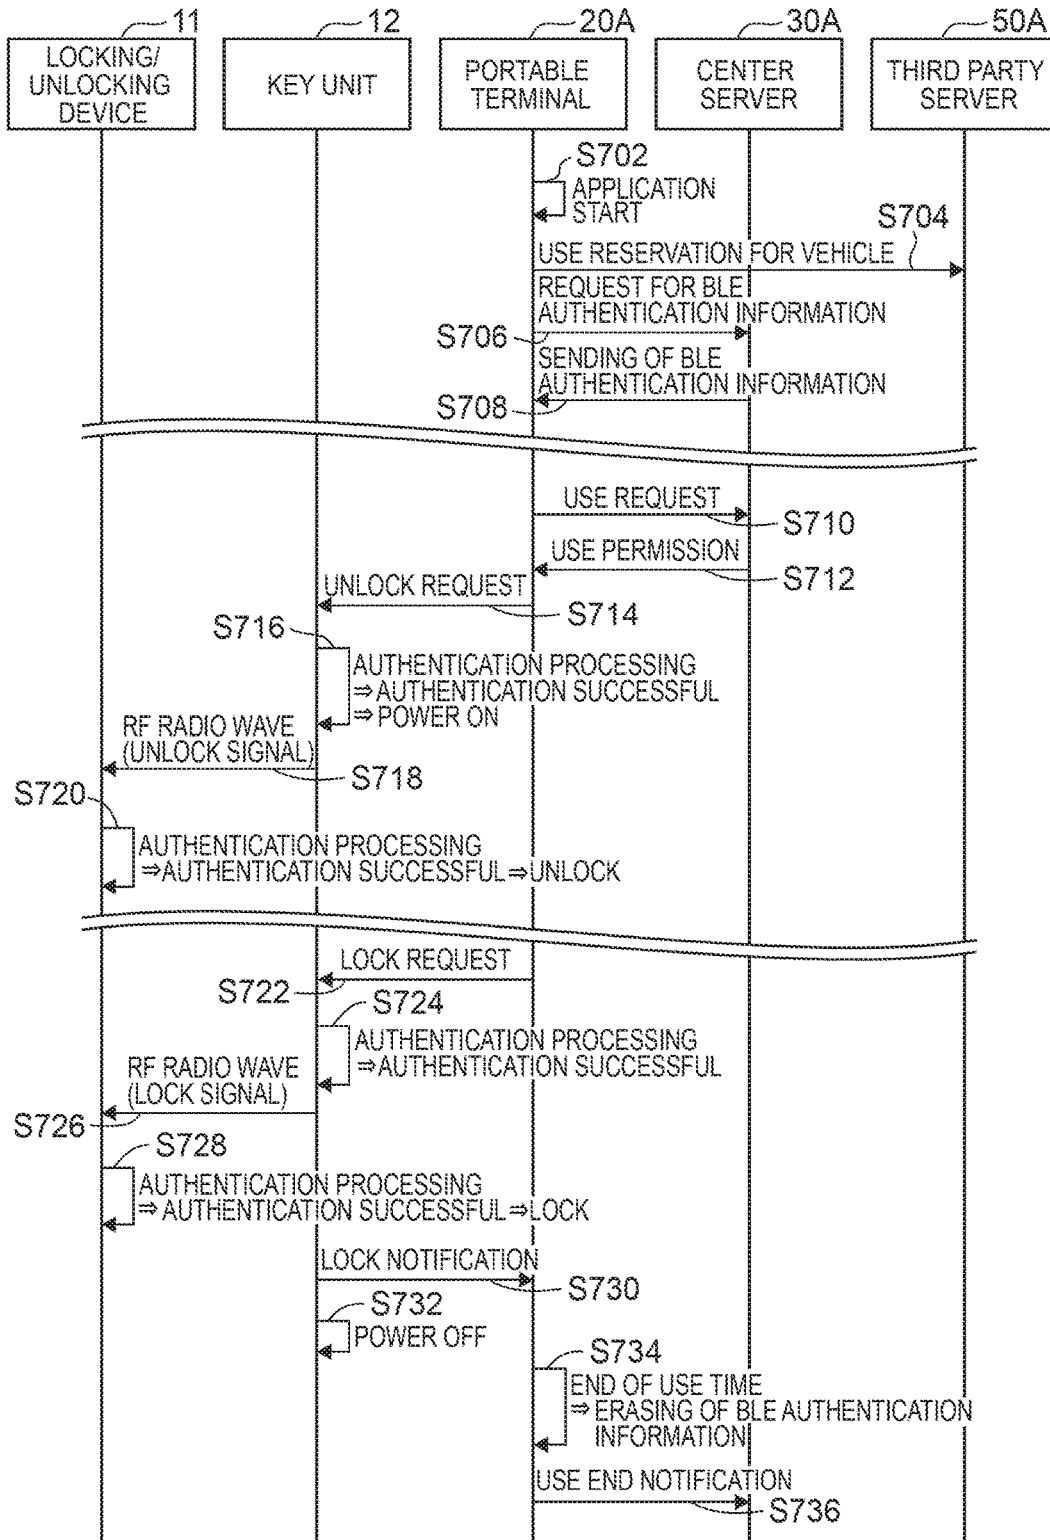 11
12
20A
30A
50A
LOCKING/
UNLOCKING
DEVICE
KEY UNIT
PORTABLE
TERMINAL
CENTER
SERVER
THIRD PARTY
SERVER
S702
APPLICATION
START
S704
USE RESERVATION FOR VEHICLE
REQUEST FOR BLE
AUTHENTICATION INFORMATION
S706
SENDING OF BLE
AUTHENTICATION INFORMATION
S708
USE REQUEST
S710
USE PERMISSION
S712
UNLOCK REQUEST
S714
S716
AUTHENTICATION PROCESSING
⇒AUTHENTICATION SUCCESSFUL
⇒POWER ON
RF RADIO WAVE
(UNLOCK SIGNAL)
S718
S720
AUTHENTICATION PROCESSING
⇒AUTHENTICATION SUCCESSFUL⇒UNLOCK
LOCK REQUEST
S722
S724
AUTHENTICATION PROCESSING
⇒AUTHENTICATION SUCCESSFUL
RF RADIO WAVE
(LOCK SIGNAL)
S726
S728
AUTHENTICATION PROCESSING
⇒AUTHENTICATION SUCCESSFUL⇒LOCK
LOCK NOTIFICATION
S730
S732
POWER OFF
S734
END OF USE TIME
⇒ERASING OF BLE AUTHENTICATION
INFORMATION
USE END NOTIFICATION
S736